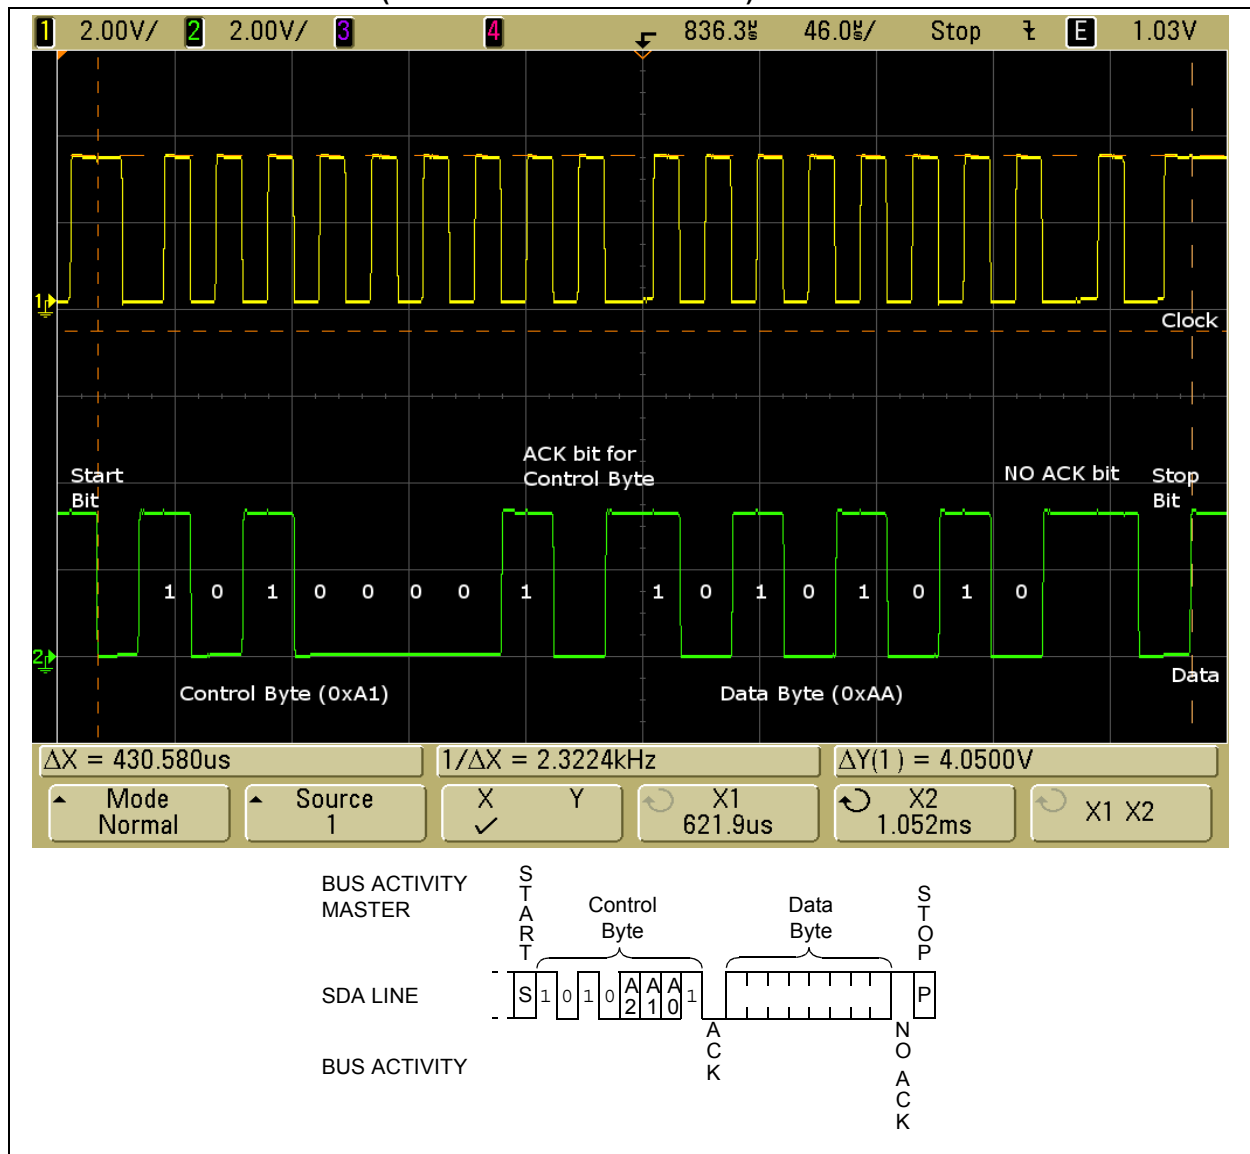 1 2.00V/ 2 2.00V/ 3 4 836.3us 46.0us/ Stop E 1.03V
1
Clock
ACK bit for
Control Byte
NO ACK bit
Start
Bit
Stop
Bit
1 0 1 0 0 0 0 1 1 0 1 0 1 0 1 0
2
Data
Control Byte (0xA1)
Data Byte (0xAA)
ΔX = 430.580us
1/ΔX = 2.3224kHz
ΔY(1) = 4.0500V
Mode
Normal
Source
1
X Y
X1
621.9us
X2
1.052ms
X1 X2
BUS ACTIVITY
MASTER
START
Control
Byte
Data
Byte
STOP
SDA LINE
S 1 0 1 0 A2 A1 A0 1 P
BUS ACTIVITY
ACK
NO ACK